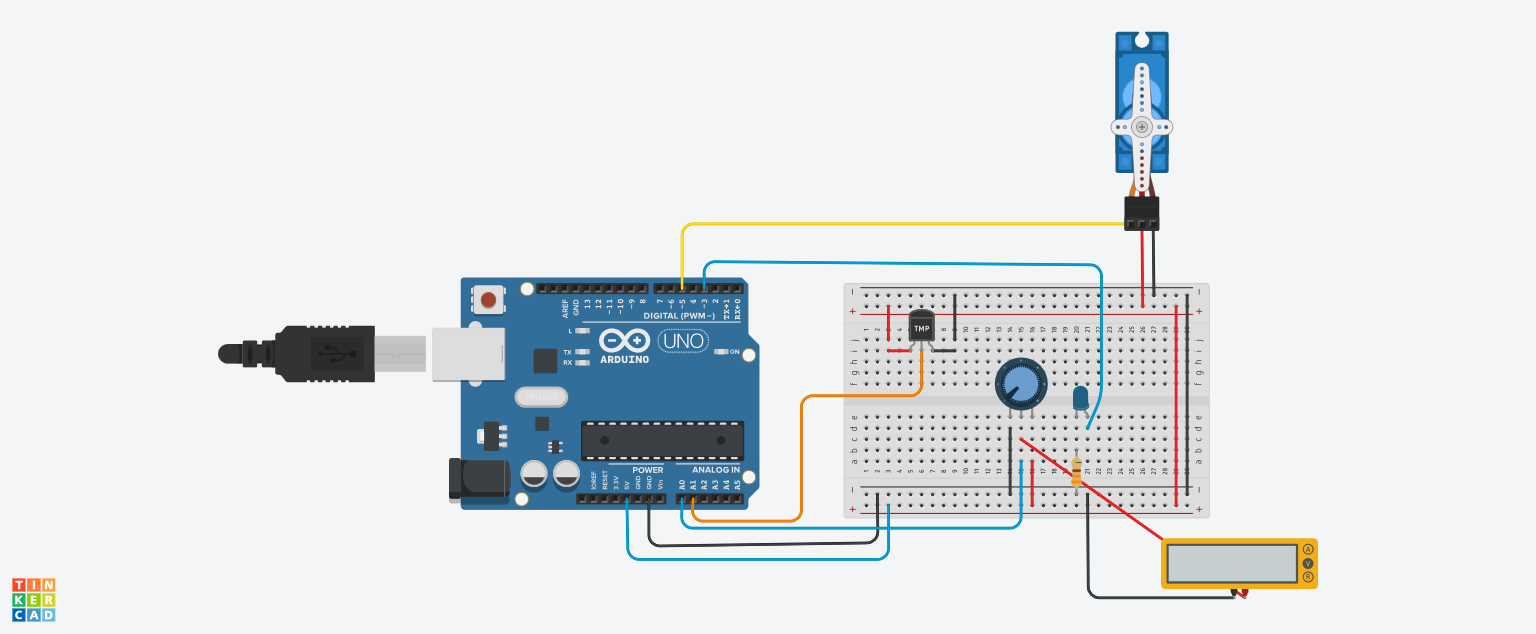 AREF
GND
13
12
~11
~10
~9
8
7
~6
~5
4
~3
2
TX→1
RX←0
DIGITAL (PWM~)
L
TX
RX
ARDUINO
UNO
ON
POWER
ANALOG IN
IOREF
RESET
3.3V
5V
GND
GND
Vin
A0
A1
A2
A3
A4
A5
TMP
A
V
R
TIN
KER
CAD